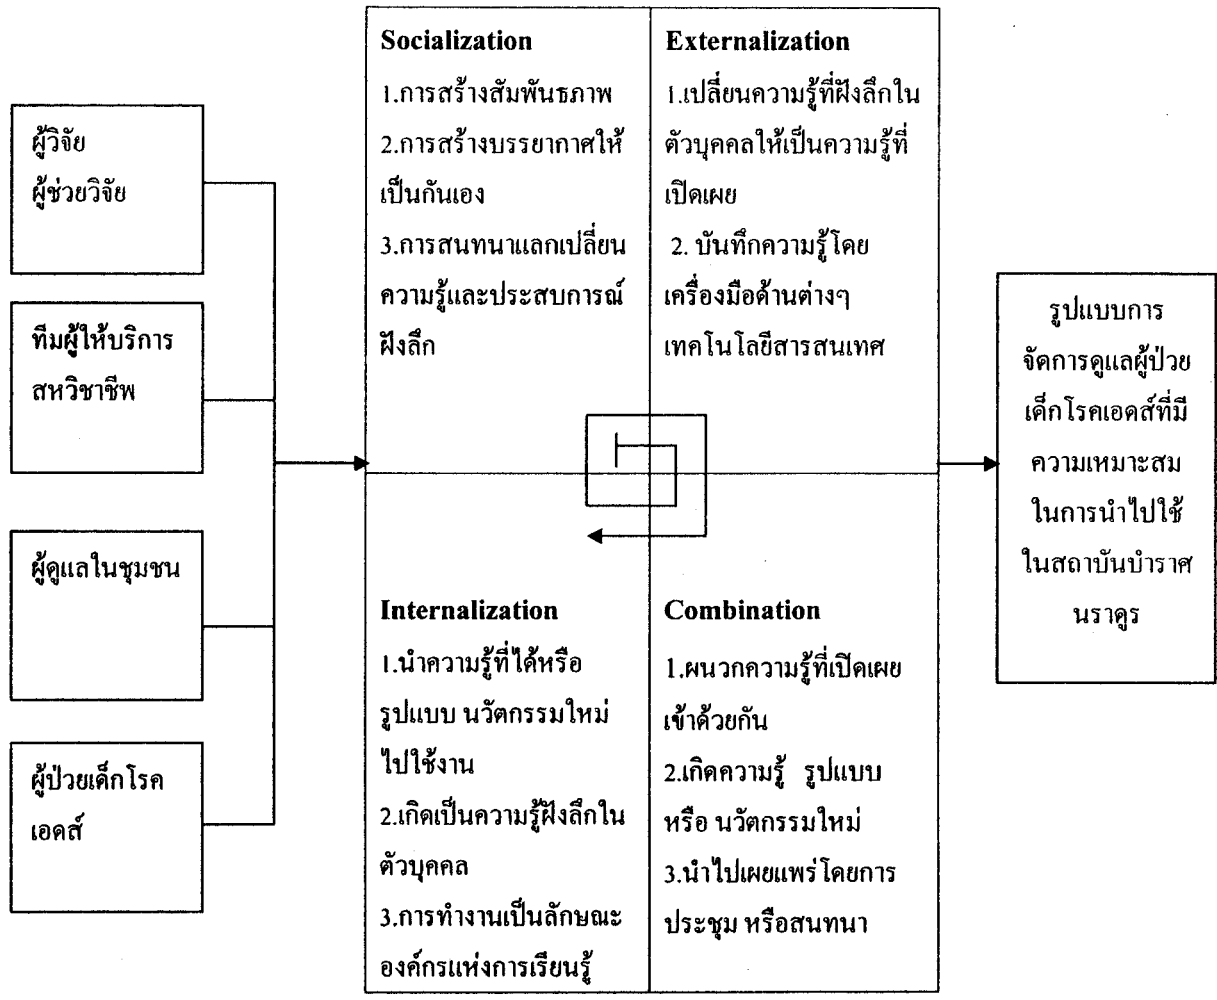 ผู้วิจัย
ผู้ช่วยวิจัย
ทีมผู้ให้บริการ
สหวิชาชีพ
ผู้ดูแลในชุมชน
ผู้ป่วยเด็กโรค
เอดส์
Socialization
1.การสร้างสัมพันธภาพ
2.การสร้างบรรยากาศให้
เป็นกันเอง
3.การสนทนาแลกเปลี่ยน
ความรู้และประสบการณ์
ฝังลึก
Externalization
1.เปลี่ยนความรู้ที่ฝังลึกใน
ตัวบุคคลให้เป็นความรู้ที่
เปิดเผย
2. บันทึกความรู้โดย
เครื่องมือด้านต่างๆ
เทคโนโลยีสารสนเทศ
Internalization
1.นำความรู้ที่ได้หรือ
รูปแบบ นวัตกรรมใหม่
ไปใช้งาน
2.เกิดเป็นความรู้ฝังลึกใน
ตัวบุคคล
3.การทำงานเป็นลักษณะ
องค์กรแห่งการเรียนรู้
Combination
1.ผนวกความรู้ที่เปิดเผย
เข้าด้วยกัน
2.เกิดความรู้ รูปแบบ
หรือ นวัตกรรมใหม่
3.นำไปเผยแพร่โดยการ
ประชุม หรือสนทนา
รูปแบบการ
จัดการดูแลผู้ป่วย
เด็กโรคเอดส์ที่มี
ความเหมาะสม
ในการนำไปใช้
ในสถาบันบำราศ
นราดูร